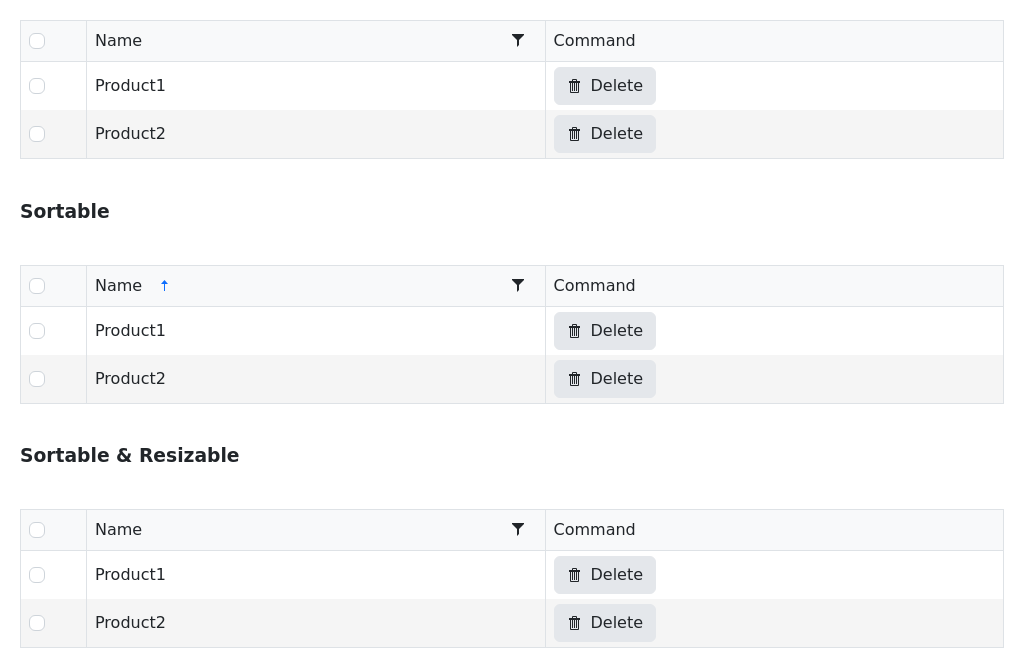 Name Command
Product1 Delete
Product2 Delete
Sortable
Name Command
Product1 Delete
Product2 Delete
Sortable & Resizable
Name Command
Product1 Delete
Product2 Delete